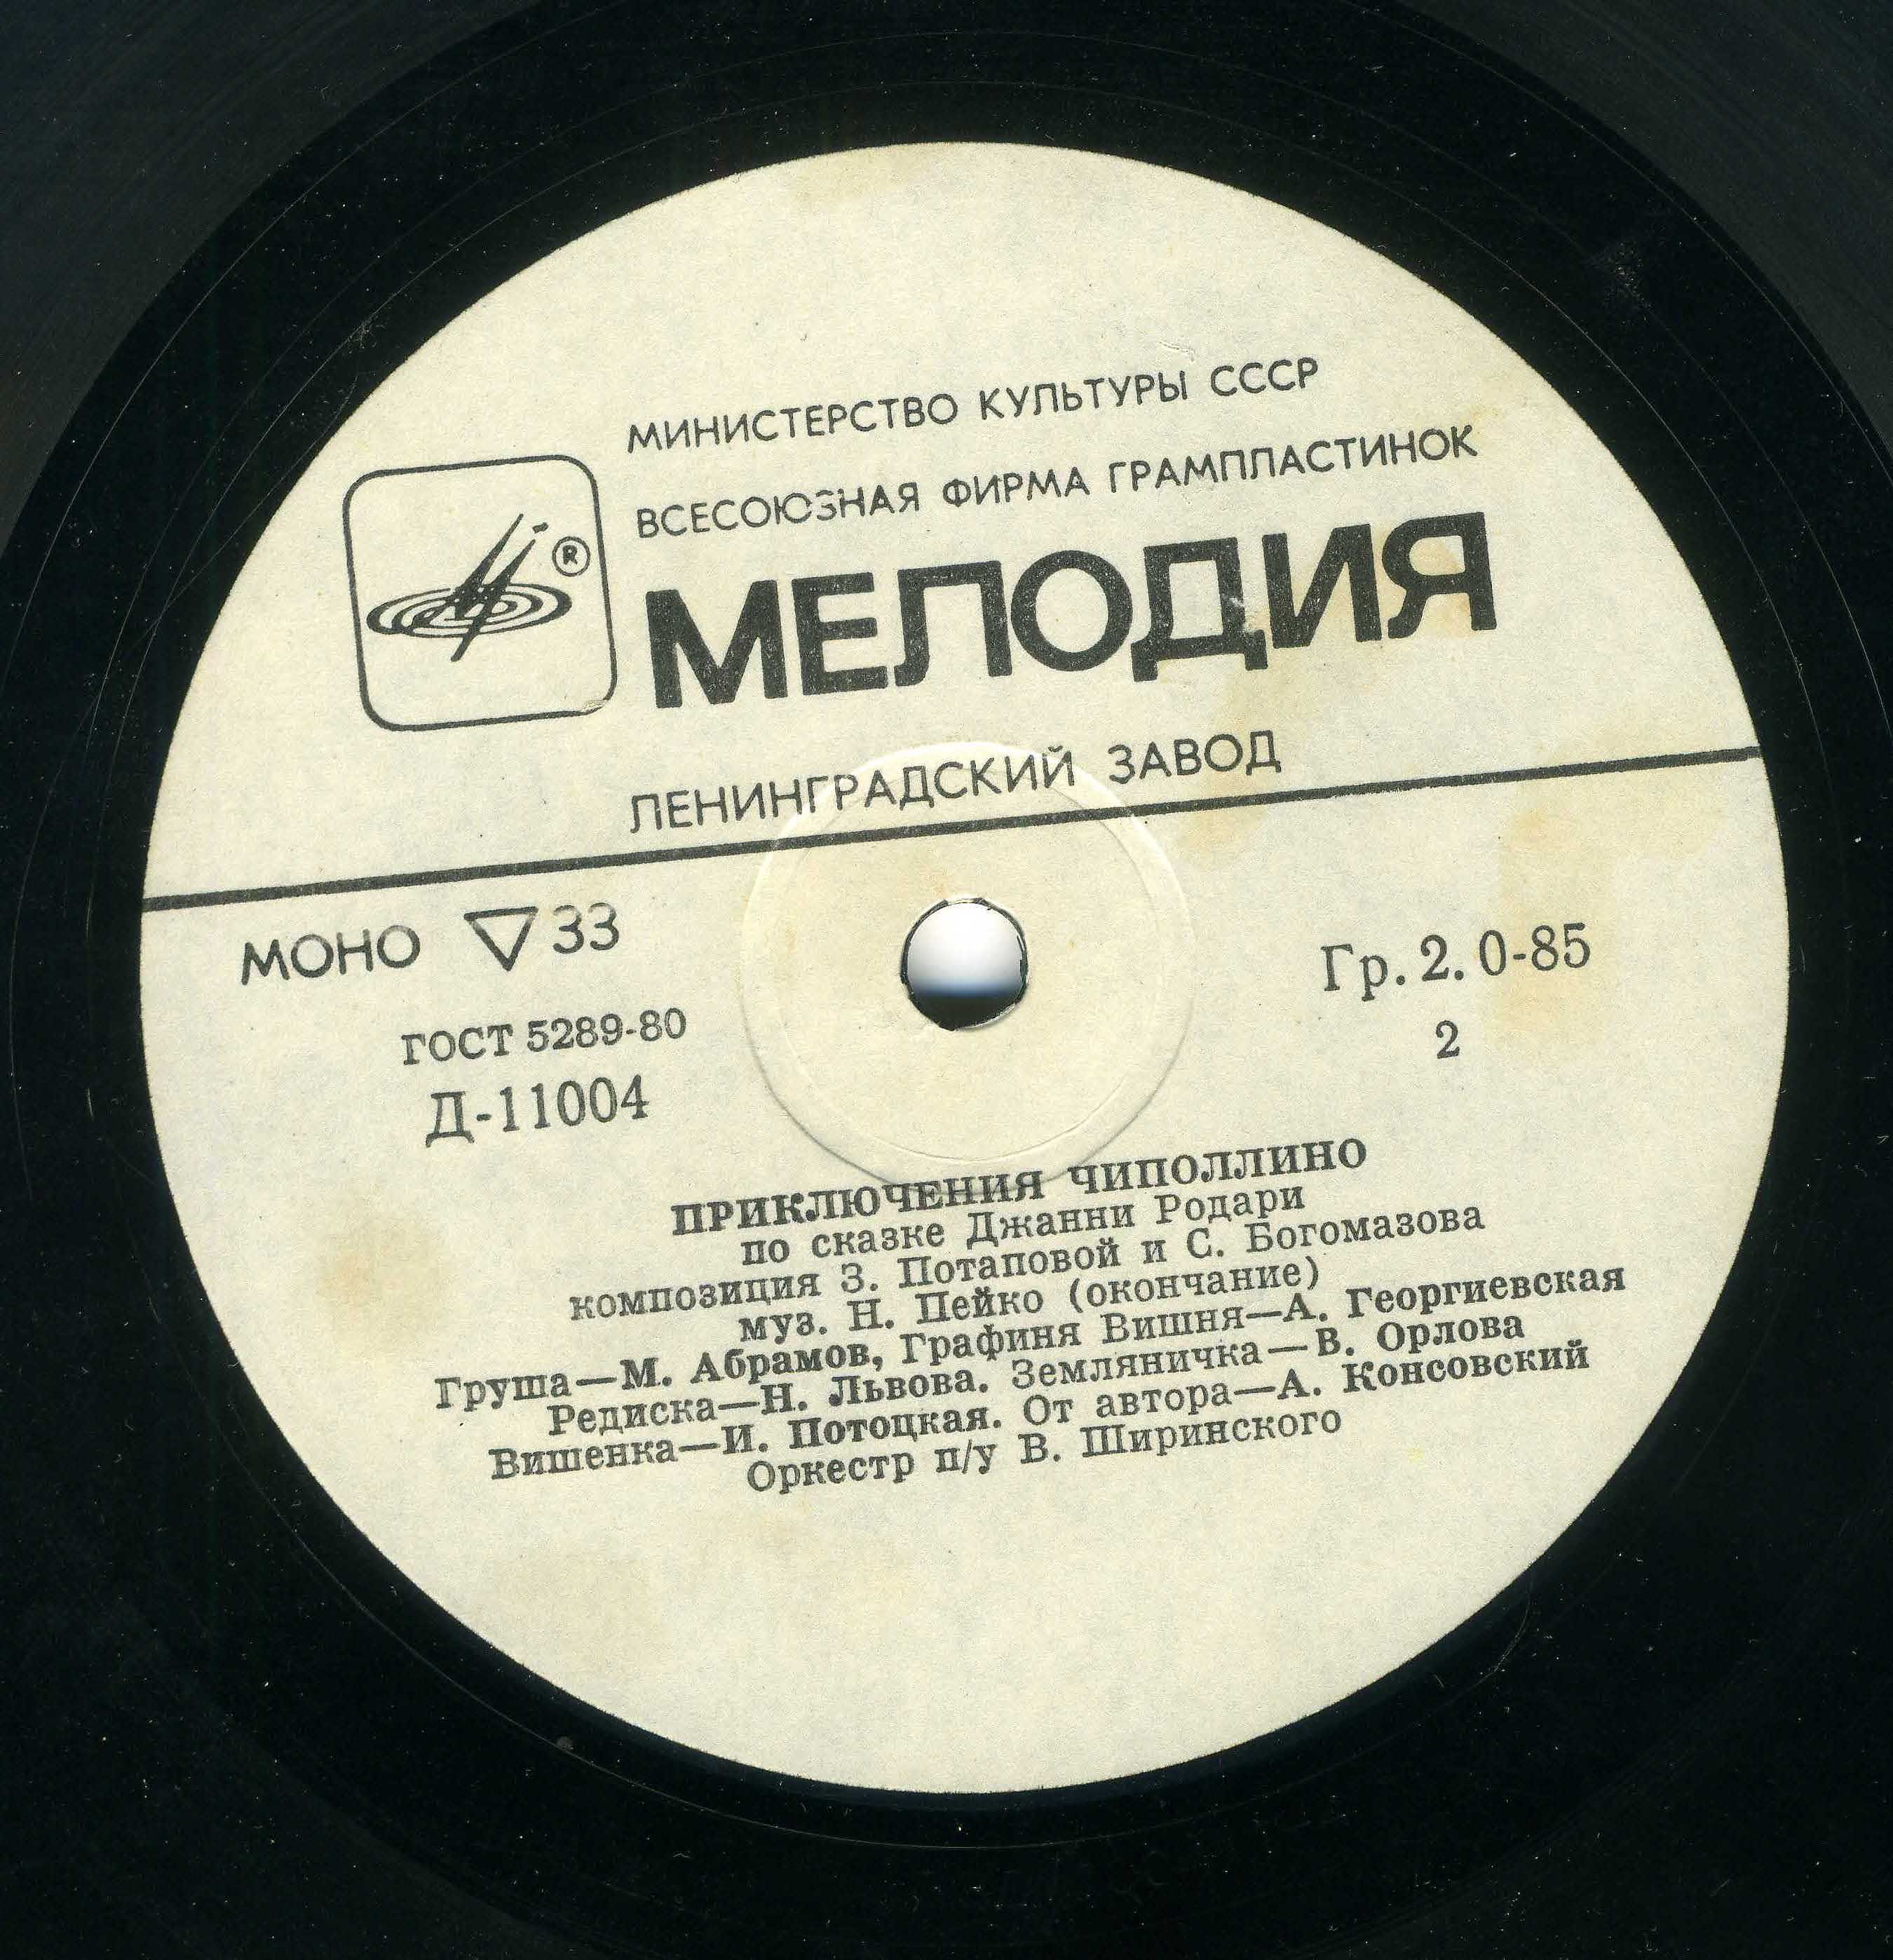 МИНИСТЕРСТВО КУЛЬТУРЫ СССР
ВСЕСОЮЗНАЯ ФИРМА ГРАМПЛАСТИНОК
®
МЕЛОДИЯ
ЛЕНИНГРАДСКИЙ ЗАВОД
МОНО ▽33
Гр. 2. 0-85
ГОСТ 5289-80
2
Д-11004
ПРИКЛЮЧЕНИЯ ЧИПОЛЛИНО
по сказке Джанни Родари
композиция З. Потаповой и С. Богомазова
муз. Н. Пейко (окончание)
Груша—М. Абрамов, Графиня Вишня—А. Георгиевская
Редиска—Н. Львова. Земляничка—В. Орлова
Вишенка—И. Потоцкая. От автора—А. Консовский
Оркестр п/у В. Ширинского